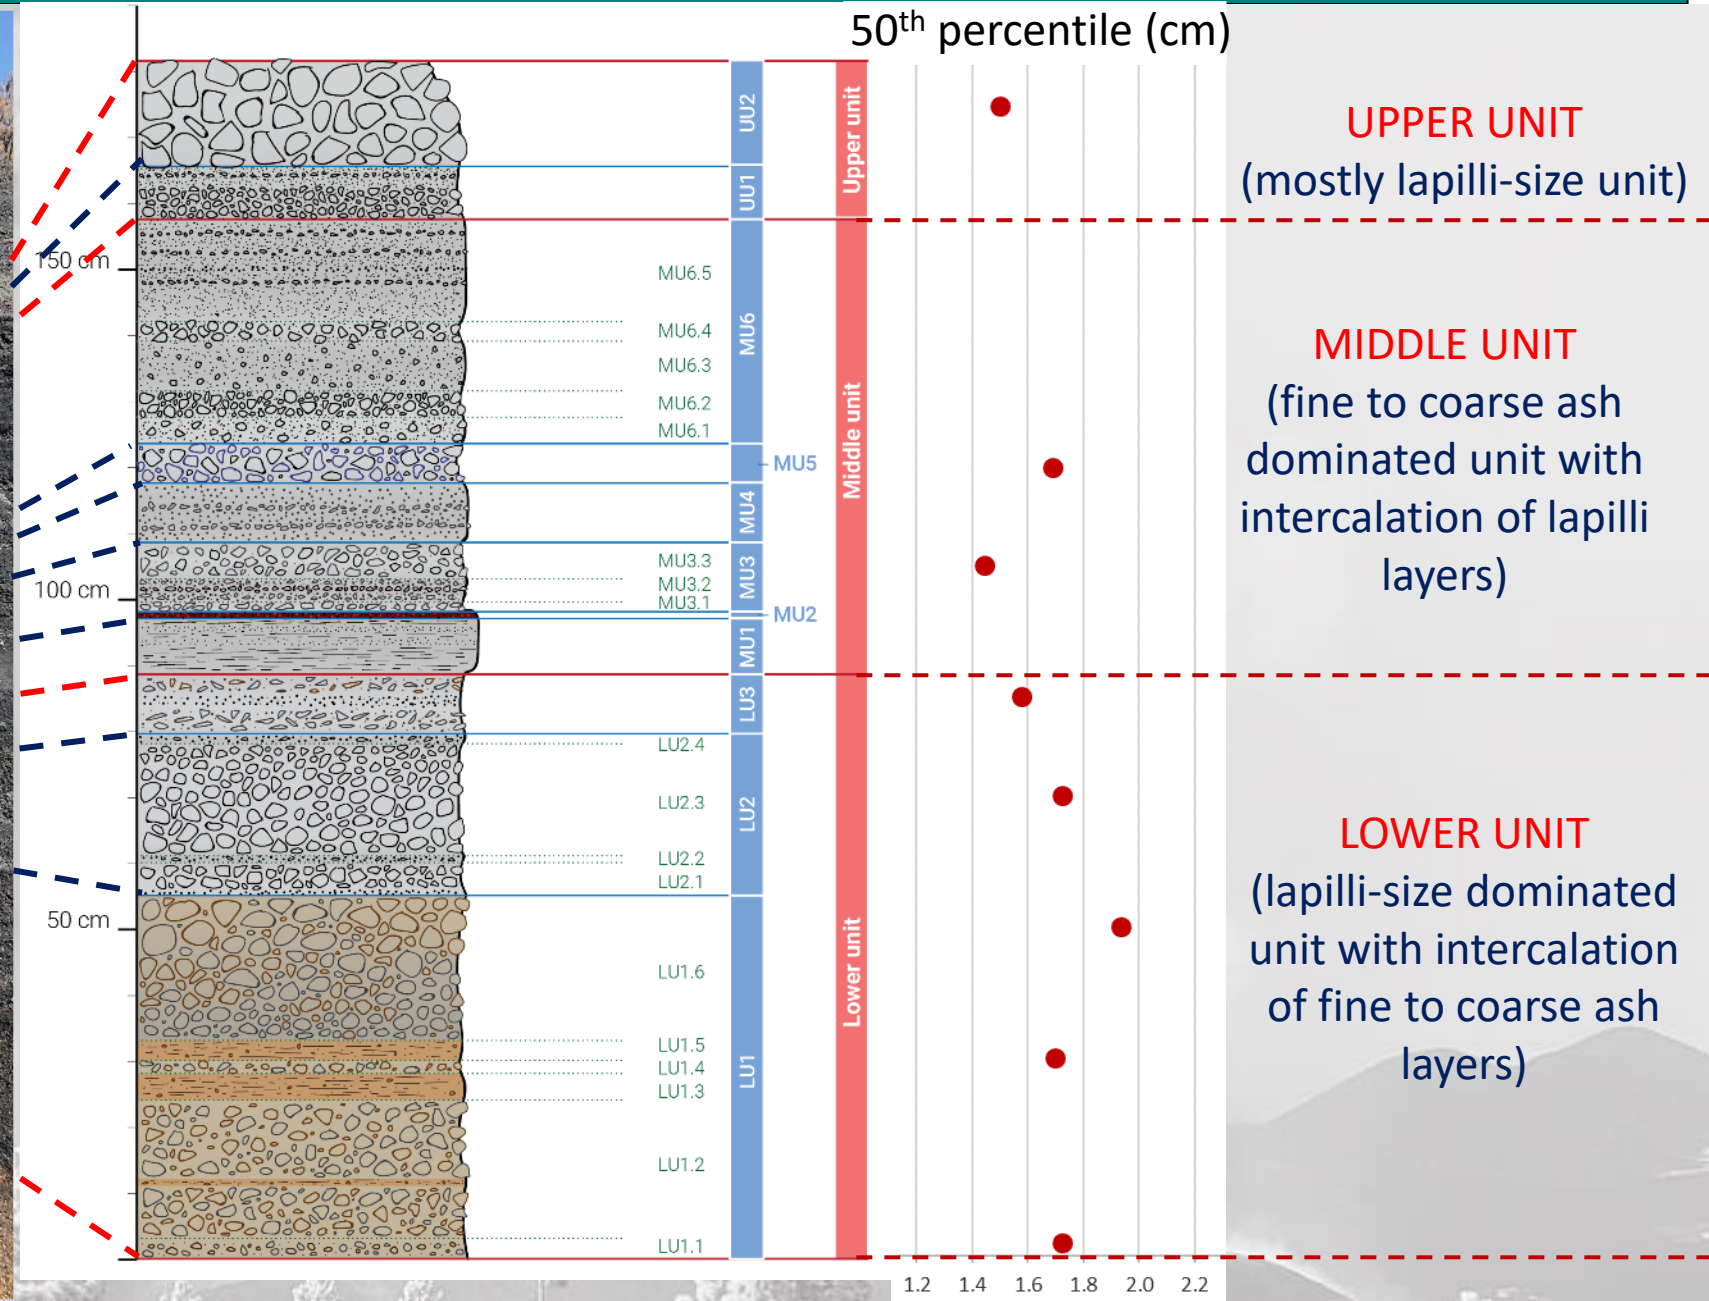 50th percentile (cm)
UU2
UU1
Upper unit
UPPER UNIT
(mostly lapilli-size unit)
150 cm
MU6.5
MU6.4
MU6.3
MU6.2
MU6.1
MU6
MU5
MU4
MU3.3
MU3.2
MU3.1
MU3
100 cm
MU2
MU1
Middle unit
MIDDLE UNIT
(fine to coarse ash
dominated unit with
intercalation of lapilli
layers)
LU3
LU2.4
LU2.3
LU2.2
LU2.1
LU2
50 cm
LU1.6
LU1.5
LU1.4
LU1.3
LU1.2
LU1.1
LU1
Lower unit
LOWER UNIT
(lapilli-size dominated
unit with intercalation
of fine to coarse ash
layers)
1.2 1.4 1.6 1.8 2.0 2.2